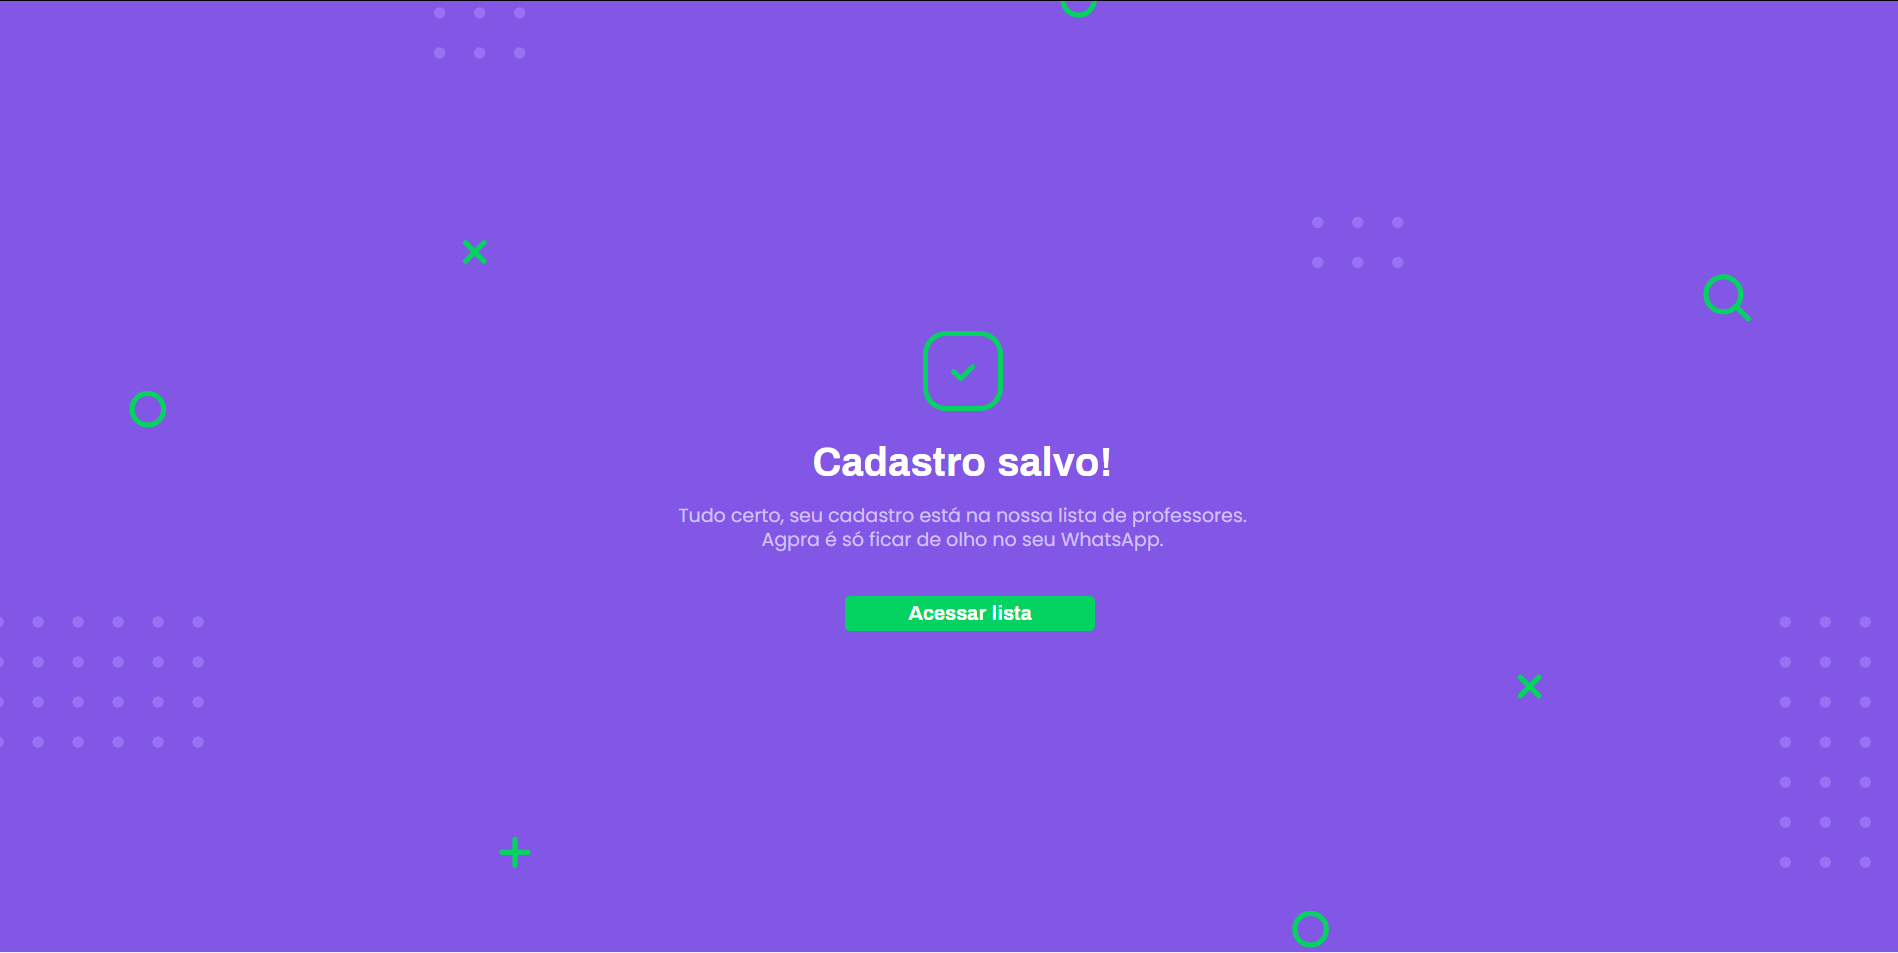 Cadastro salvo!
Tudo certo, seu cadastro está na nossa lista de professores.
Agpra é só ficar de olho no seu WhatsApp.
Acessar lista